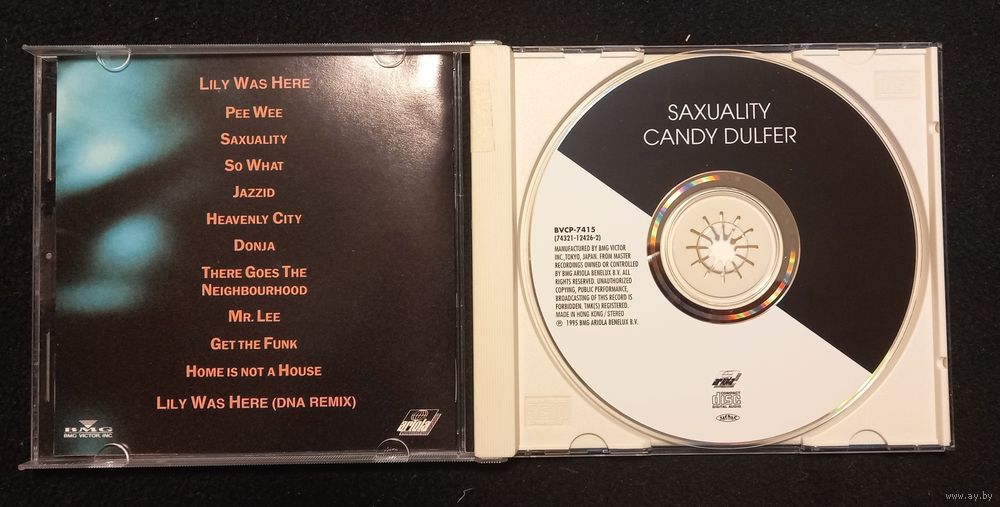 LILY WAS HERE
PEE WEE
SAXUALITY
SO WHAT
JAZZID
HEAVENLY CITY
DONJA
THERE GOES THE
NEIGHBOURHOOD
MR. LEE
GET THE FUNK
HOME IS NOT A HOUSE
LILY WAS HERE (DNA REMIX)
BMG
BMG VICTOR, INC.
ariola
SAXUALITY
CANDY DULFER
BVCP-7415
(74321-12426-2)
MANUFACTURED BY BMG VICTOR
INC,TOKYO, JAPAN. FROM MASTER
RECORDINGS OWNED OR CONTROLLED
BY BMG ARIOLA BENELUX B.V. ALL
RIGHTS RESERVED. UNAUTHORIZED
COPYING, PUBLIC PERFORMANCE,
BROADCASTING OF THIS RECORD IS
FORBIDDEN. TMK(S) REGISTERED.
MADE IN HONG KONG / STEREO
Ⓟ 1995 BMG ARIOLA BENELUX B.V.
COMPACT
disc
DIGITAL AUDIO
www.ay.by